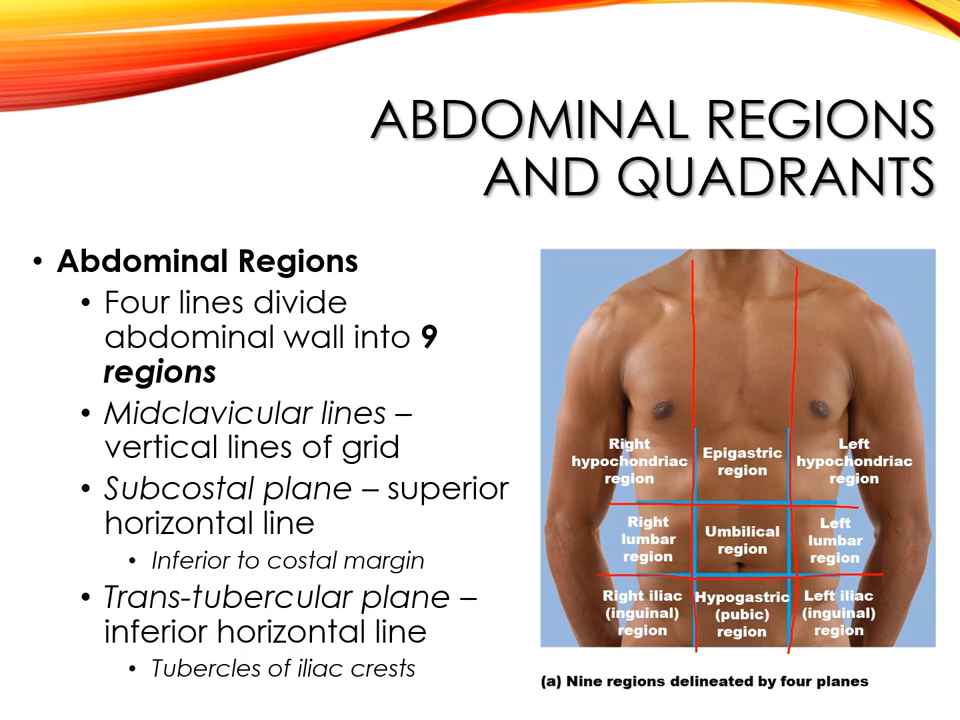 ABDOMINAL REGIONS
AND QUADRANTS
• Abdominal Regions
• Four lines divide
abdominal wall into 9
regions
• Midclavicular lines –
vertical lines of grid
• Subcostal plane – superior
horizontal line
• Inferior to costal margin
• Trans-tubercular plane –
inferior horizontal line
• Tubercles of iliac crests
Right
hypochondriac
region
Epigastric
region
Left
hypochondriac
region
Right
lumbar
region
Umbilical
region
Left
lumbar
region
Right iliac
(inguinal)
region
Hypogastric
(pubic)
region
Left iliac
(inguinal)
region
(a) Nine regions delineated by four planes